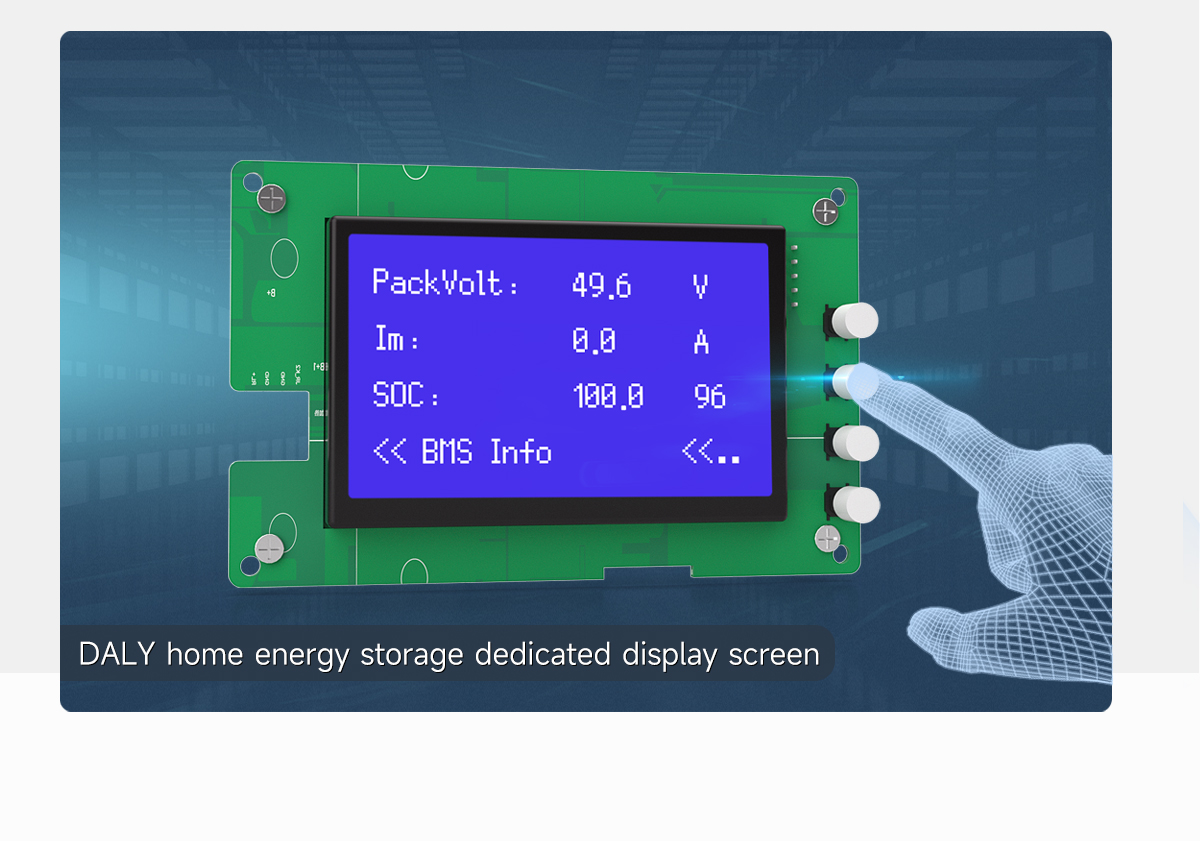 PackVolt: 49.6 V
Im: 0.0 A
SOC: 100.0 96
<< BMS Info <<..
B+
DALY home energy storage dedicated display screen